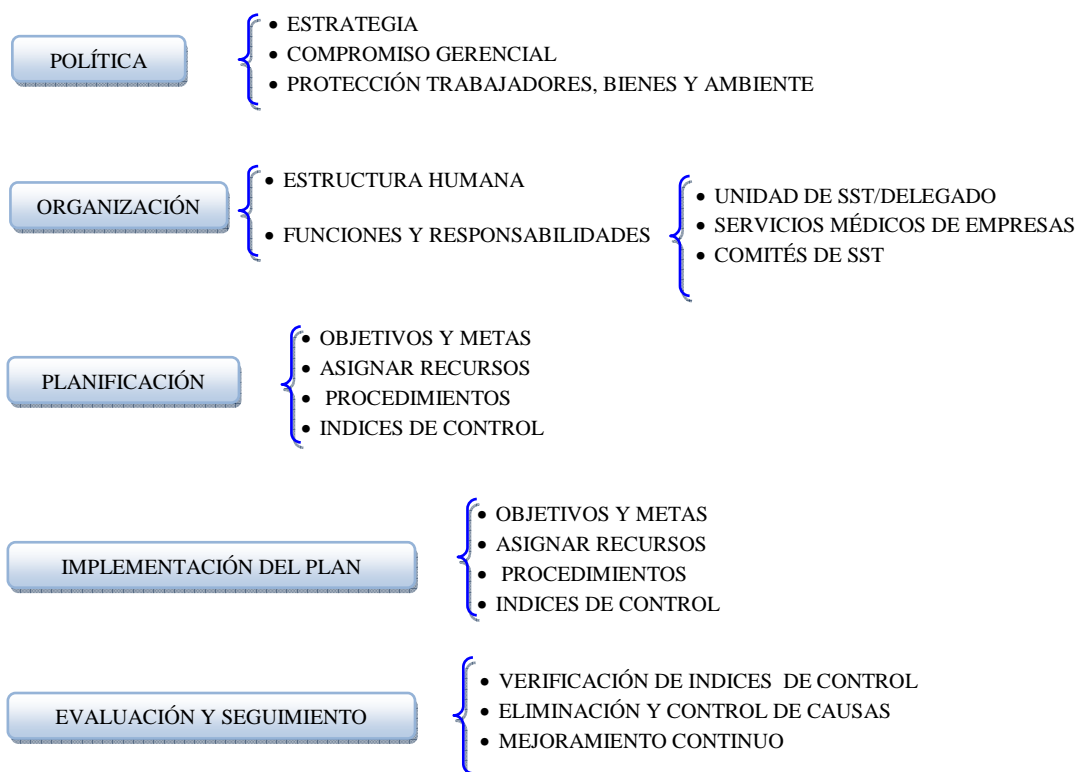 POLÍTICA
• ESTRATEGIA
• COMPROMISO GERENCIAL
• PROTECCIÓN TRABAJADORES, BIENES Y AMBIENTE
ORGANIZACIÓN
• ESTRUCTURA HUMANA
• FUNCIONES Y RESPONSABILIDADES
• UNIDAD DE SST/DELEGADO
• SERVICIOS MÉDICOS DE EMPRESAS
• COMITÉS DE SST
PLANIFICACIÓN
• OBJETIVOS Y METAS
• ASIGNAR RECURSOS
• PROCEDIMIENTOS
• INDICES DE CONTROL
IMPLEMENTACIÓN DEL PLAN
• OBJETIVOS Y METAS
• ASIGNAR RECURSOS
• PROCEDIMIENTOS
• INDICES DE CONTROL
EVALUACIÓN Y SEGUIMIENTO
• VERIFICACIÓN DE INDICES DE CONTROL
• ELIMINACIÓN Y CONTROL DE CAUSAS
• MEJORAMIENTO CONTINUO